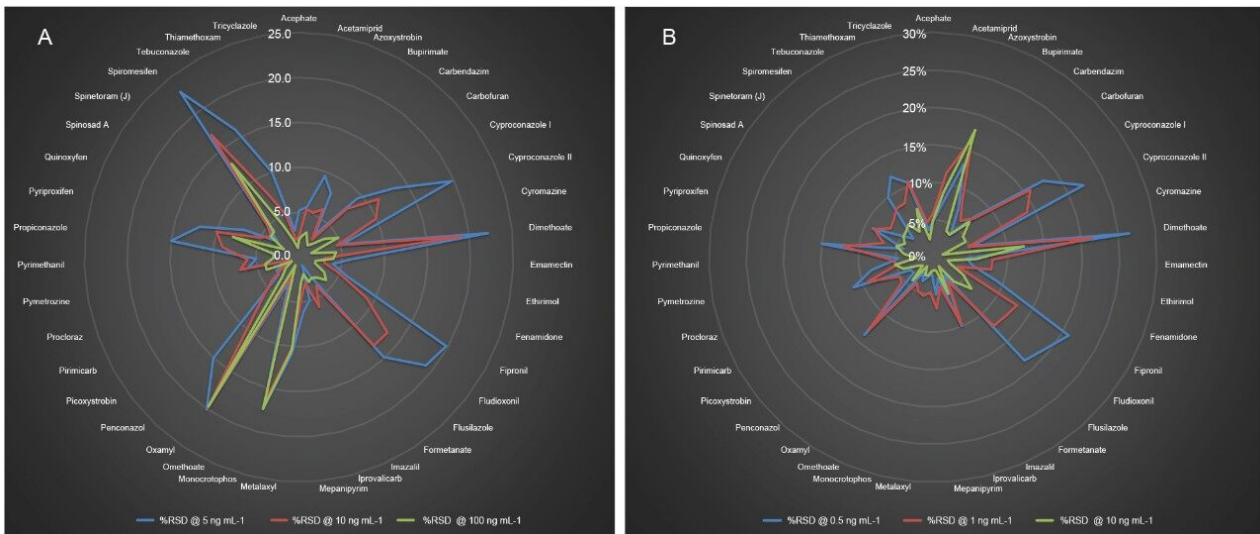 A
Acephate
Acetamiprid
Azoxystrobin
Bupirimate
Carbendazim
Carbofuran
Cyproconazole I
Cyproconazole II
Cyromazine
Dimethoate
Emamectin
Ethirimol
Fenamidone
Fipronil
Fludioxonil
Flusilazole
Formetanate
Imazalil
Iprovalicarb
Mepanipyrim
Metalaxyl
Monocrotophos
Omethoate
Oxamyl
Penconazol
Picoxystrobin
Pirimicarb
Procloraz
Pymetrozine
Pyrimethanil
Propiconazole
Pyriproxifen
Quinoxyfen
Spinosad A
Spinetoram (J)
Spiromesifen
Tebuconazole
Thiamethoxam
Tricyclazole
25.0
20.0
15.0
10.0
5.0
0.0
%RSD @ 5 ng mL-1
%RSD @ 10 ng mL-1
%RSD @ 100 ng mL-1
B
Acephate
Acetamiprid
Azoxystrobin
Bupirimate
Carbendazim
Carbofuran
Cyproconazole I
Cyproconazole II
Cyromazine
Dimethoate
Emamectin
Ethirimol
Fenamidone
Fipronil
Fludioxonil
Flusilazole
Formetanate
Imazalil
Iprovalicarb
Mepanipyrim
Metalaxyl
Monocrotophos
Omethoate
Oxamyl
Penconazol
Picoxystrobin
Pirimicarb
Procloraz
Pymetrozine
Pyrimethanil
Propiconazole
Pyriproxifen
Quinoxyfen
Spinosad A
Spinetoram (J)
Spiromesifen
Tebuconazole
Thiamethoxam
Tricyclazole
30%
25%
20%
15%
10%
5%
0%
%RSD @ 0.5 ng mL-1
%RSD @ 1 ng mL-1
%RSD @ 10 ng mL-1